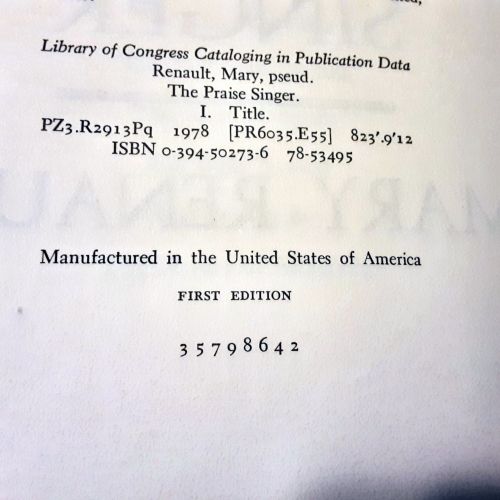 Library of Congress Cataloging in Publication Data
Renault, Mary, pseud.
The Praise Singer.
I. Title.
PZ3.R2913Pq 1978 [PR6035.E55] 823'.9'12
ISBN 0-394-50273-6 78-53495
Manufactured in the United States of America
FIRST EDITION
3 5 7 9 8 6 4 2